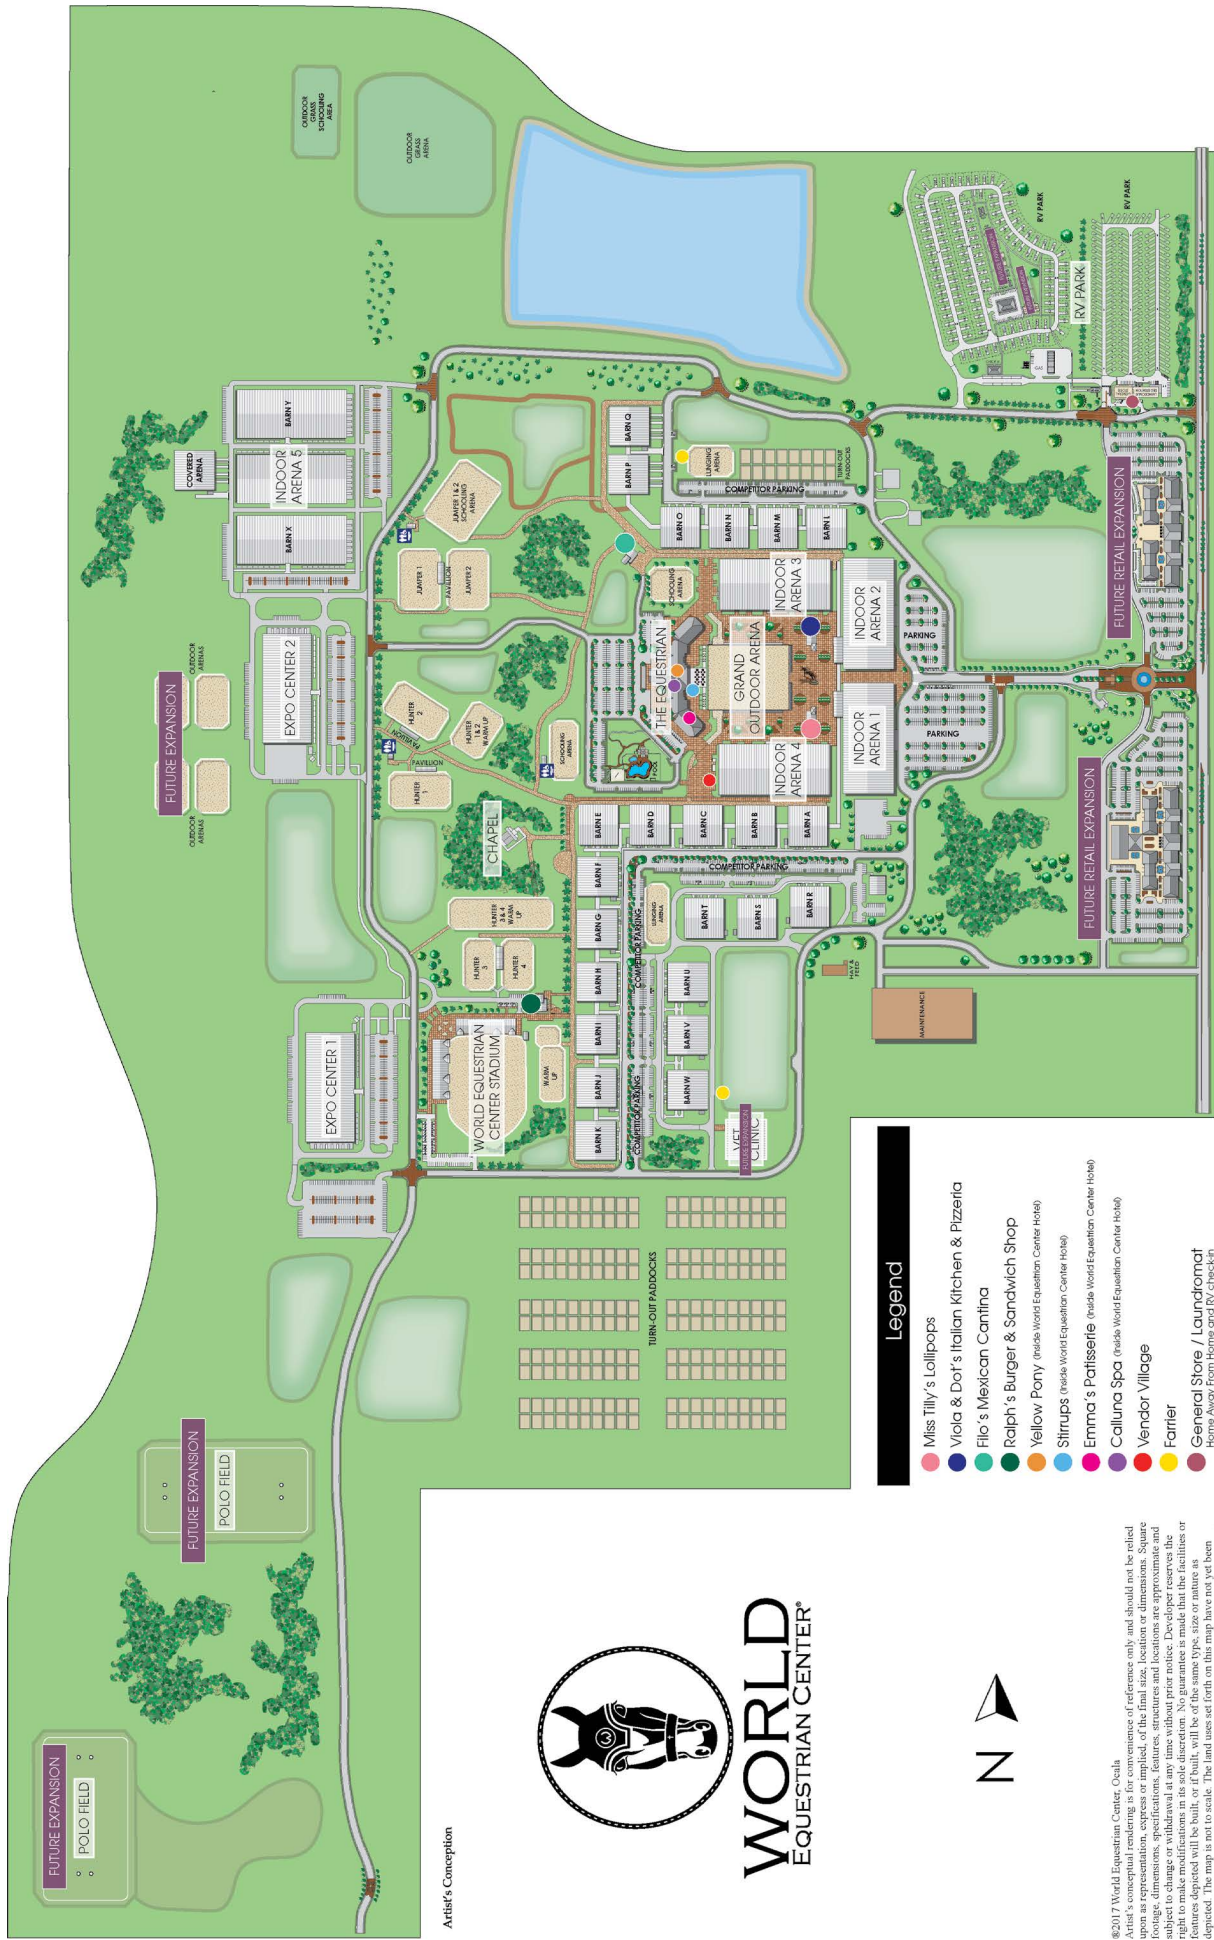 OUTDOOR
GRASS
SCHOOLING
AREA
OUTDOOR
GRASS
ARENA
BARN Y
COVERED
ARENA
INDOOR
ARENA 5
BARN X
JUMPER 1 & 2
SCHOOLING
ARENA
JUMPER 1
PAVILLION
JUMPER 2
BARN Q
BARN P
LUNGING
ARENA
TURN-OUT
PADDOCKS
COMPETITOR PARKING
BARN O
BARN N
BARN M
BARN L
RV PARK
RV PARK
RV PARK
GAS
FUTURE RETAIL EXPANSION
OUTDOOR
ARENAS
EXPO CENTER 2
FUTURE EXPANSION
OUTDOOR
ARENAS
HUNTER
2
PAVILLION
HUNTER
1 & 2
WARM UP
PAVILLION
HUNTER
1
SCHOOLING
ARENA
SCHOOLING
ARENA
THE EQUESTRIAN
POOL
GRAND
OUTDOOR ARENA
INDOOR
ARENA 3
INDOOR
ARENA 2
INDOOR
ARENA 4
INDOOR
ARENA 1
PARKING
PARKING
FUTURE RETAIL EXPANSION
CHAPEL
BARN E
BARN D
BARN C
BARN B
BARN A
COMPETITOR PARKING
BARN F
BARN G
BARN H
BARN I
BARN J
BARN K
COMPETITOR PARKING
COMPETITOR PARKING
LUNGING
ARENA
BARN T
BARN S
BARN R
BARN U
BARN V
BARN W
HAY &
FEED
MAINTENANCE
HUNTER
3 & 4
WARM
UP
HUNTER
3
HUNTER
4
WORLD EQUESTRIAN
CENTER STADIUM
WARM
UP
EXPO CENTER 1
VET
CLINIC
FUTURE EXPANSION
TURN-OUT PADDOCKS
FUTURE EXPANSION
POLO FIELD
FUTURE EXPANSION
POLO FIELD
Artist's Conception
WORLD
EQUESTRIAN CENTER®
N
Legend
Miss Tilly's Lollipops
Viola & Dot's Italian Kitchen & Pizzeria
Filo's Mexican Cantina
Ralph's Burger & Sandwich Shop
Yellow Pony (Inside World Equestrian Center Hotel)
Stirrups (Inside World Equestrian Center Hotel)
Emma's Patisserie (Inside World Equestrian Center Hotel)
Calluna Spa (Inside World Equestrian Center Hotel)
Vendor Village
Farrier
General Store / Laundromat
Home Away From Home and RV check-in
©2017 World Equestrian Center, Ocala
Artist's conceptual rendering is for convenience of reference only and should not be relied
upon as representation, express or implied, of the final size, location or dimensions. Square
footage, dimensions, specifications, features, structures and locations are approximate and
subject to change or withdrawal at any time without prior notice. Developer reserves the
right to make modifications in its sole discretion. No guarantee is made that the facilities or
features depicted will be built, or if built, will be of the same type, size or nature as
depicted. The map is not to scale. The land uses set forth on this map have not yet been